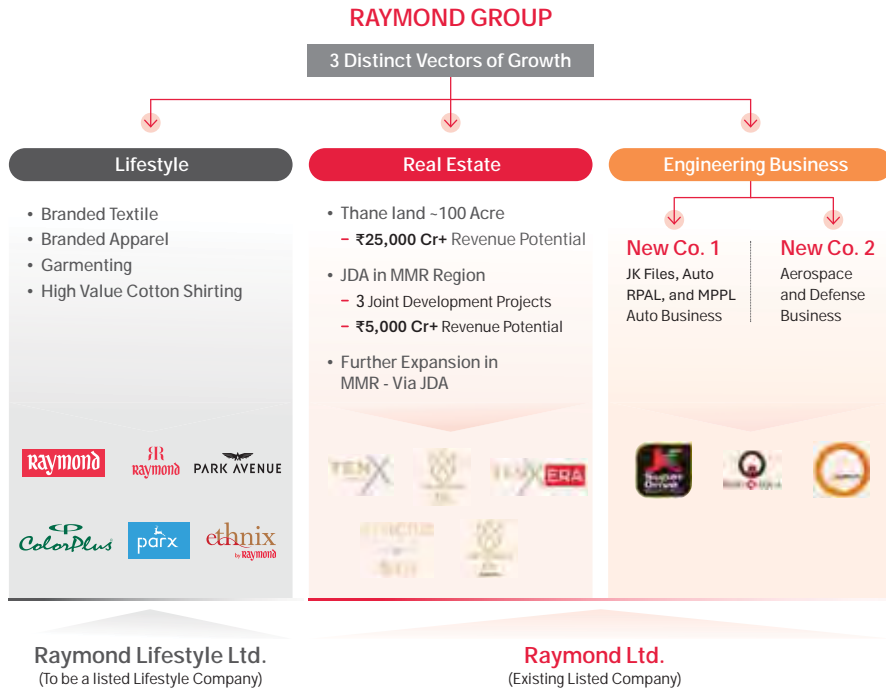 RAYMOND GROUP
3 Distinct Vectors of Growth
Lifestyle
• Branded Textile
• Branded Apparel
• Garmenting
• High Value Cotton Shirting
Raymond
Raymond
PARK AVENUE
ColorPlus
parx
ethnix
by Raymond
Real Estate
• Thane land ~100 Acre
– ₹25,000 Cr+ Revenue Potential
• JDA in MMR Region
– 3 Joint Development Projects
– ₹5,000 Cr+ Revenue Potential
• Further Expansion in
MMR - Via JDA
TENX
TENX ERA
Engineering Business
New Co. 1
JK Files, Auto
RPAL, and MPPL
Auto Business
New Co. 2
Aerospace
and Defense
Business
Super
Drive
Raymond Lifestyle Ltd.
(To be a listed Lifestyle Company)
Raymond Ltd.
(Existing Listed Company)